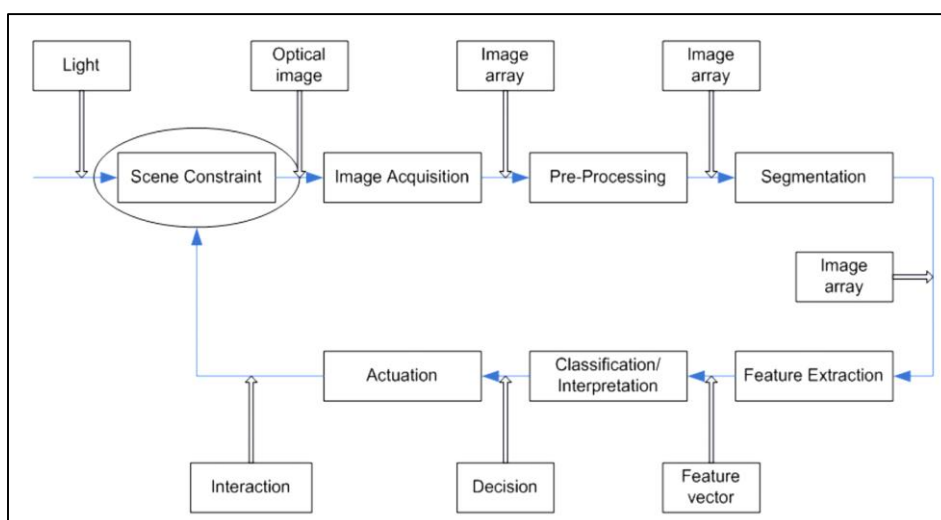 Light
Optical
image
Image
array
Image
array
Scene Constraint
Image Acquisition
Pre-Processing
Segmentation
Image
array
Actuation
Classification/
Interpretation
Feature Extraction
Interaction
Decision
Feature
vector